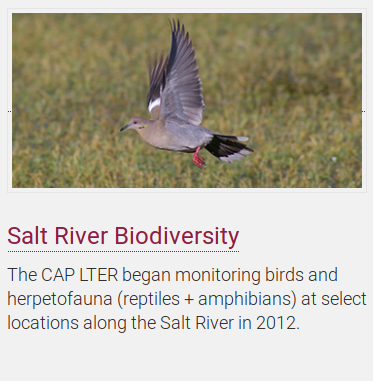 Salt River Biodiversity
The CAP LTER began monitoring birds and
herpetofauna (reptiles + amphibians) at select
locations along the Salt River in 2012.